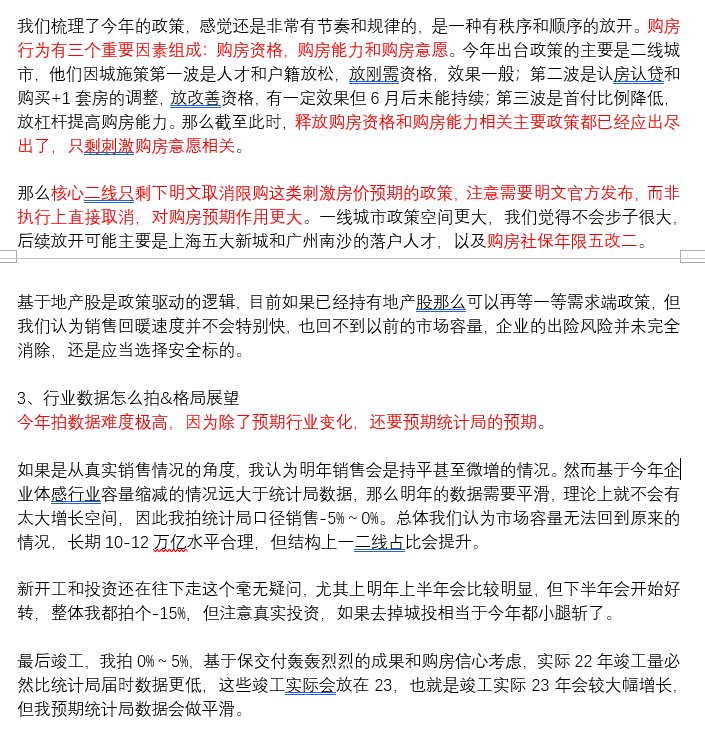 我们梳理了今年的政策，感觉还是非常有节奏和规律的，是一种有秩序和顺序的放开。购房
行为有三个重要因素组成：购房资格，购房能力和购房意愿。今年出台政策的主要是二线城
市，他们因城施策第一波是人才和户籍放松，放刚需资格，效果一般；第二波是认房认贷和
购买+1 套房的调整，放改善资格，有一定效果但 6 月后未能持续；第三波是首付比例降低，
放杠杆提高购房能力。那么截至此时，释放购房资格和购房能力相关主要政策都已经应出尽
出了，只剩刺激购房意愿相关。
那么核心二线只剩下明文取消限购这类刺激房价预期的政策，注意需要明文官方发布，而非
执行上直接取消，对购房预期作用更大。一线城市政策空间更大，我们觉得不会步子很大，
后续放开可能主要是上海五大新城和广州南沙的落户人才，以及购房社保年限五改二。
基于地产股是政策驱动的逻辑，目前如果已经持有地产股那么可以再等一等需求端政策，但
我们认为销售回暖速度并不会特别快，也回不到以前的市场容量，企业的出险风险并未完全
消除，还是应当选择安全标的。
3、行业数据怎么拍&格局展望
今年拍数据难度极高，因为除了预期行业变化，还要预期统计局的预期。
如果是从真实销售情况的角度，我认为明年销售会是持平甚至微增的情况。然而基于今年企
业体感行业容量缩减的情况远大于统计局数据，那么明年的数据需要平滑，理论上就不会有
太大增长空间，因此我拍统计局口径销售-5%～0%。总体我们认为市场容量无法回到原来的
情况，长期 10-12 万亿水平合理，但结构上一二线占比会提升。
新开工和投资还在往下走这个毫无疑问，尤其上明年上半年会比较明显，但下半年会开始好
转，整体我都拍个-15%，但注意真实投资，如果去掉城投相当于今年都小腿斩了。
最后竣工，我拍 0%～5%，基于保交付轰轰烈烈的成果和购房信心考虑，实际 22 年竣工量必
然比统计局届时数据更低，这些竣工实际会放在 23，也就是竣工实际 23 年会较大幅增长，
但我预期统计局数据会做平滑。